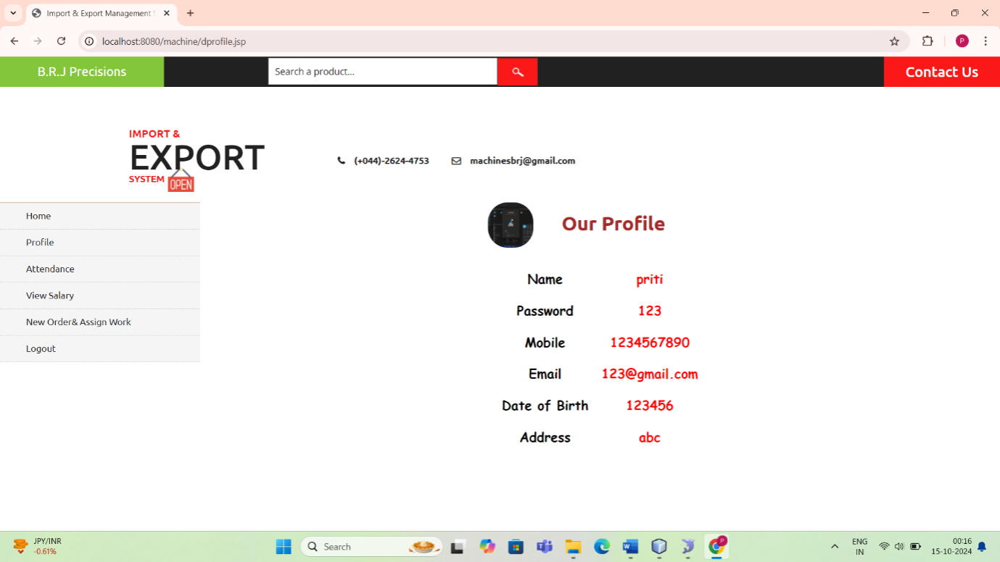 Import & Export Management S
localhost:8080/machine/dprofile.jsp
P
B.R.J Precisions
Search a product...
Contact Us
IMPORT &
EXPORT
SYSTEM OPEN
(+044)-2624-4753 machinesbrj@gmail.com
Home
Profile
Attendance
View Salary
New Order& Assign Work
Logout
Our Profile
Name priti
Password 123
Mobile 1234567890
Email 123@gmail.com
Date of Birth 123456
Address abc
JPY/INR
-0.61%
Search
P
ENG
IN
00:16
15-10-2024